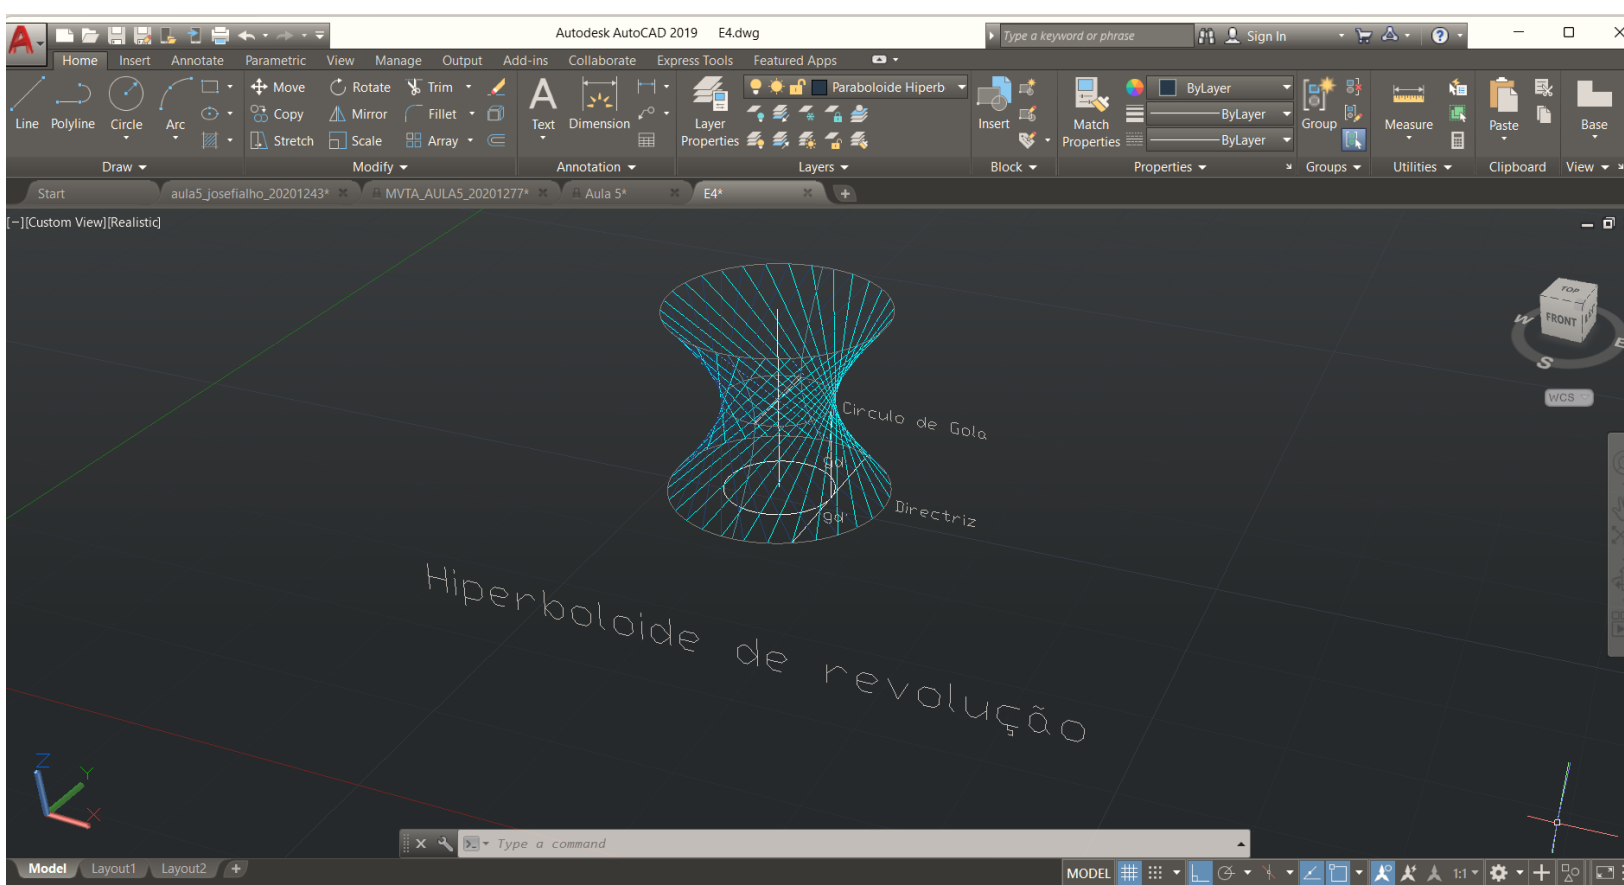 Autodesk AutoCAD 2019 E4.dwg
Type a keyword or phrase
Sign In
Home Insert Annotate Parametric View Manage Output Add-ins Collaborate Express Tools Featured Apps
Line Polyline Circle Arc
Move Rotate Trim
Copy Mirror Fillet
Stretch Scale Array
Text Dimension
Layer Properties
Paraboloide Hiperb
Insert
Match Properties
ByLayer
ByLayer
ByLayer
Group
Measure
Paste
Base
Draw Modify Annotation Layers Block Properties Groups Utilities Clipboard View
Start aula5_josefialho_20201243* MVTA_AULA5_20201277* Aula 5* E4*
[−][Custom View][Realistic]
TOP
FRONT
W
S
E
WCS
Circulo de Gola
gd
Directriz
gd'
Hiperboloide de revolução
Z
Y
X
Type a command
Model Layout1 Layout2 +
MODEL
1:1